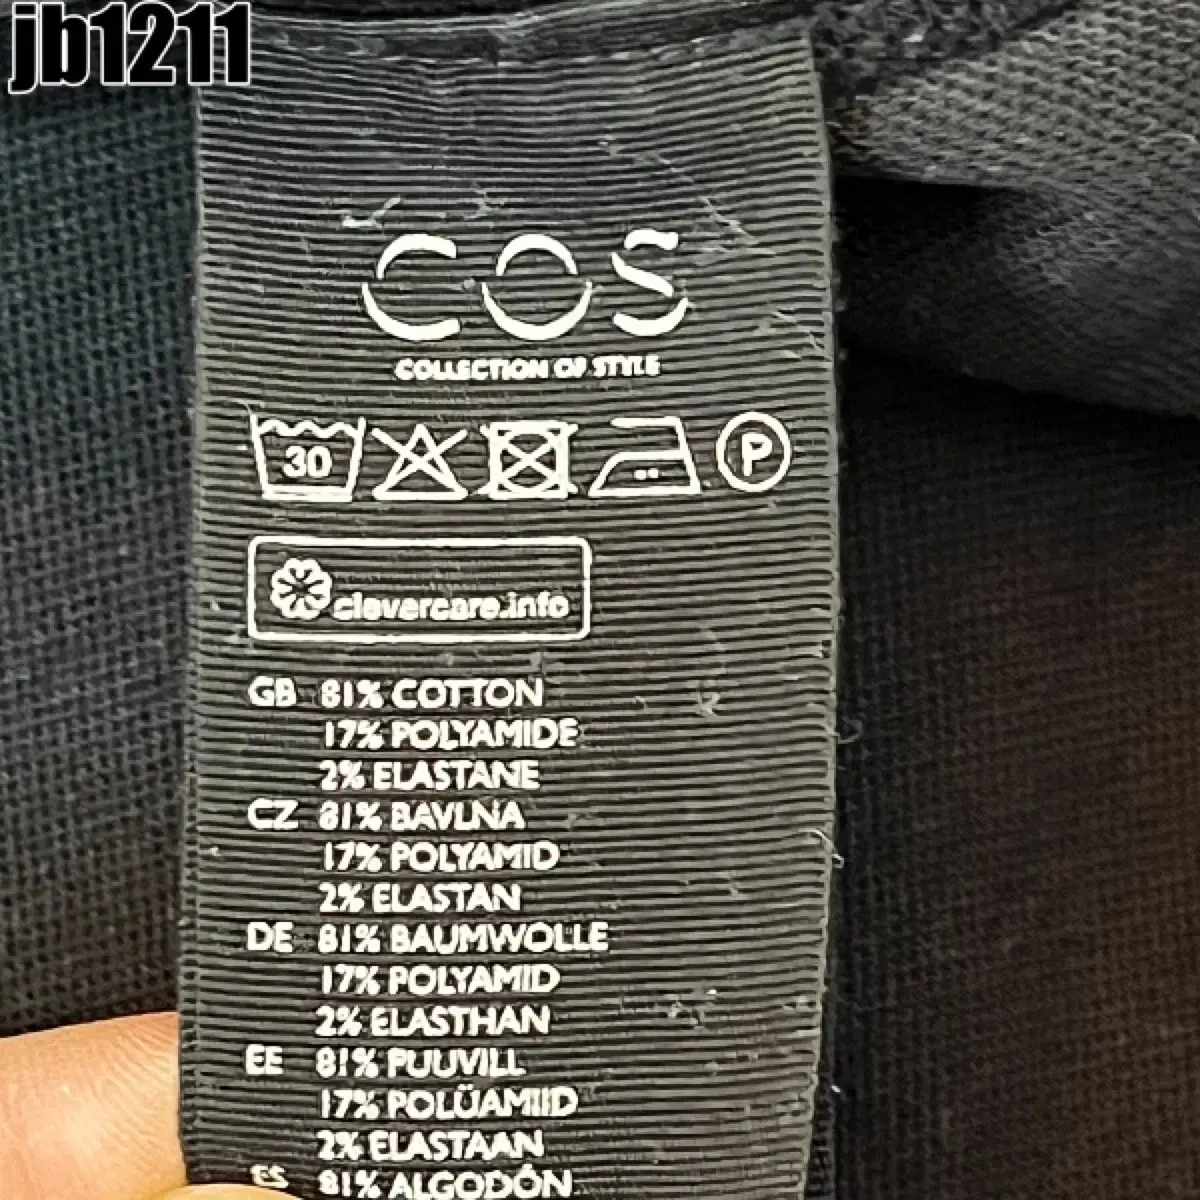 jb1211
COS
COLLECTION OF STYLE
30 P
clevercare.info
GB 81% COTTON
17% POLYAMIDE
2% ELASTANE
CZ 81% BAVLNA
17% POLYAMID
2% ELASTAN
DE 81% BAUMWOLLE
17% POLYAMID
2% ELASTHAN
EE 81% PUUVILL
17% POLÜAMIID
2% ELASTAAN
ES 81% ALGODÓN